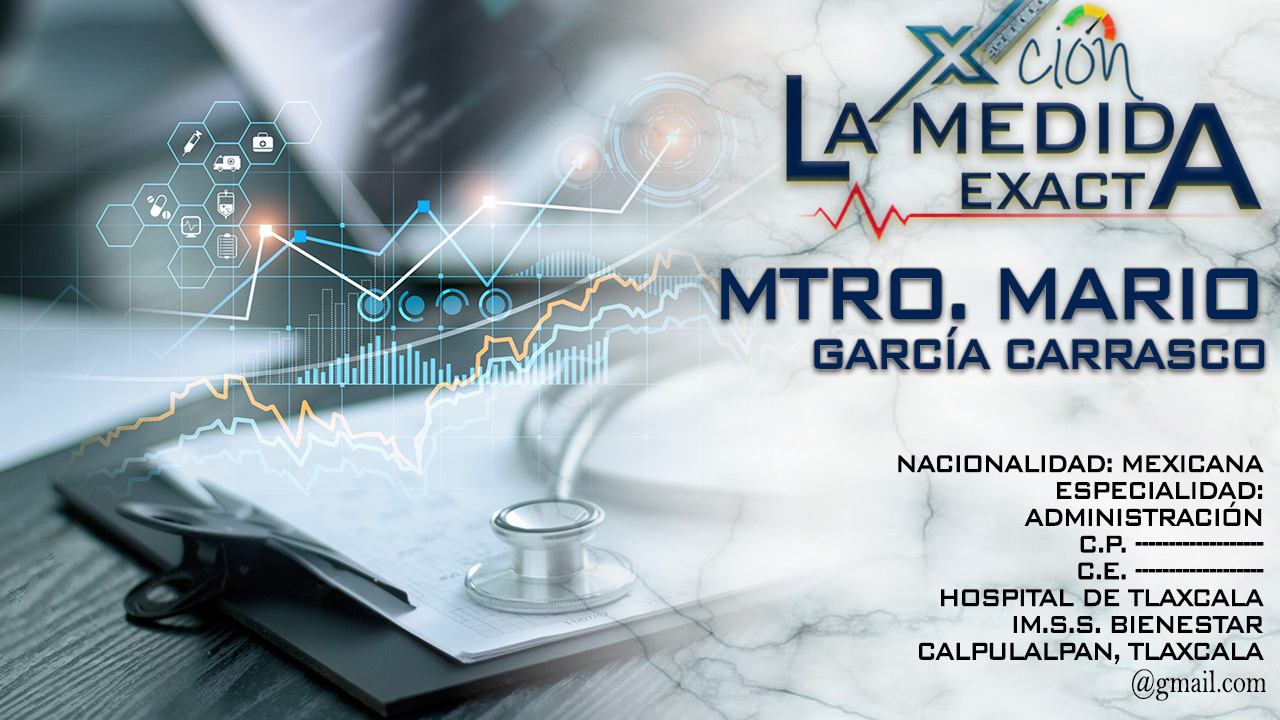 Xción
LA MEDIDA
EXACTA
MTRO. MARIO
GARCÍA CARRASCO
NACIONALIDAD: MEXICANA
ESPECIALIDAD:
ADMINISTRACIÓN
C.P. -------------------
C.E. -------------------
HOSPITAL DE TLAXCALA
IM.S.S. BIENESTAR
CALPULALPAN, TLAXCALA
@gmail.com